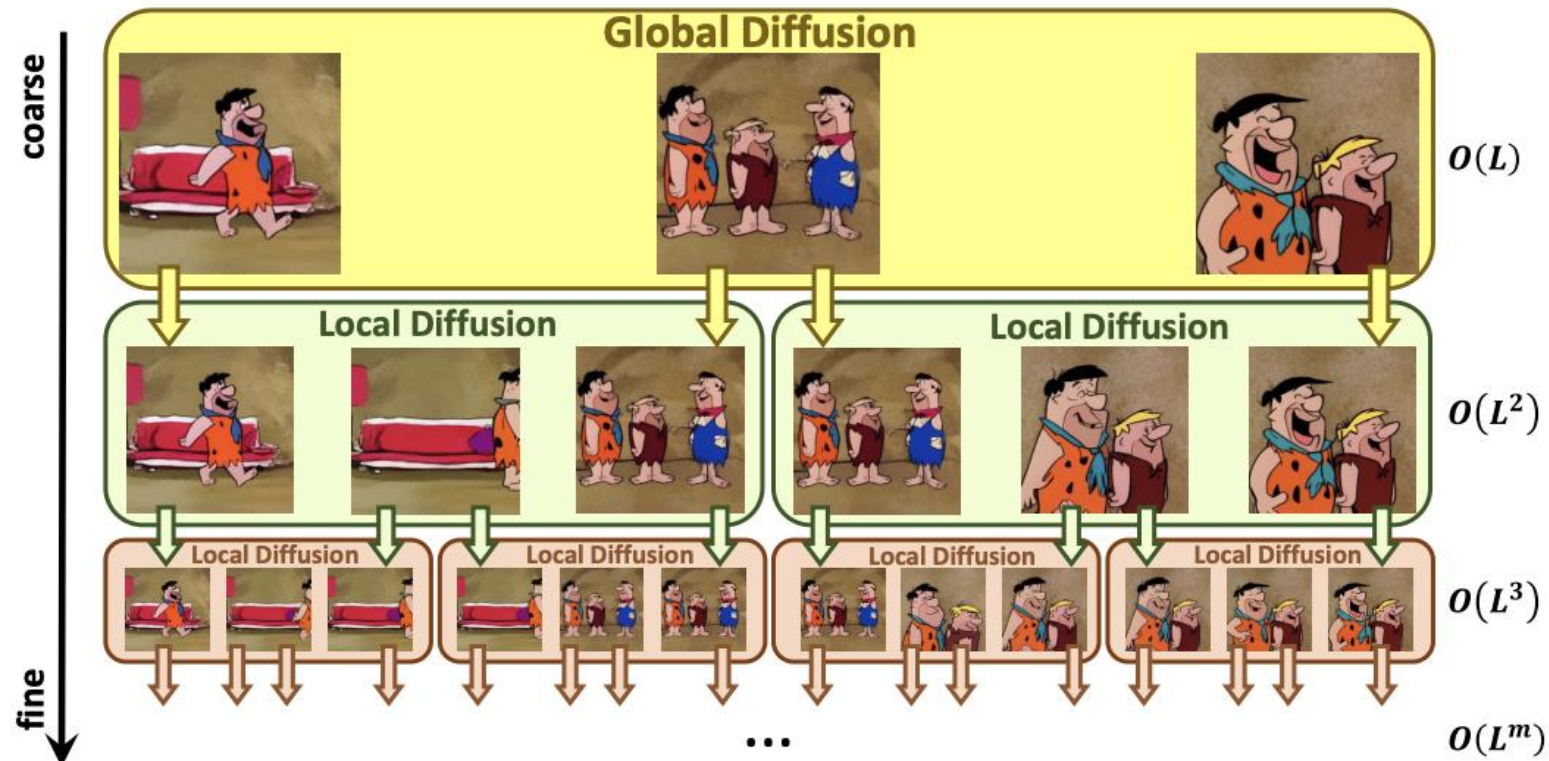 coarse
Global Diffusion
O(L)
Local Diffusion
Local Diffusion
O(L²)
Local Diffusion
Local Diffusion
Local Diffusion
Local Diffusion
O(L³)
fine
...
O(Lᵐ)